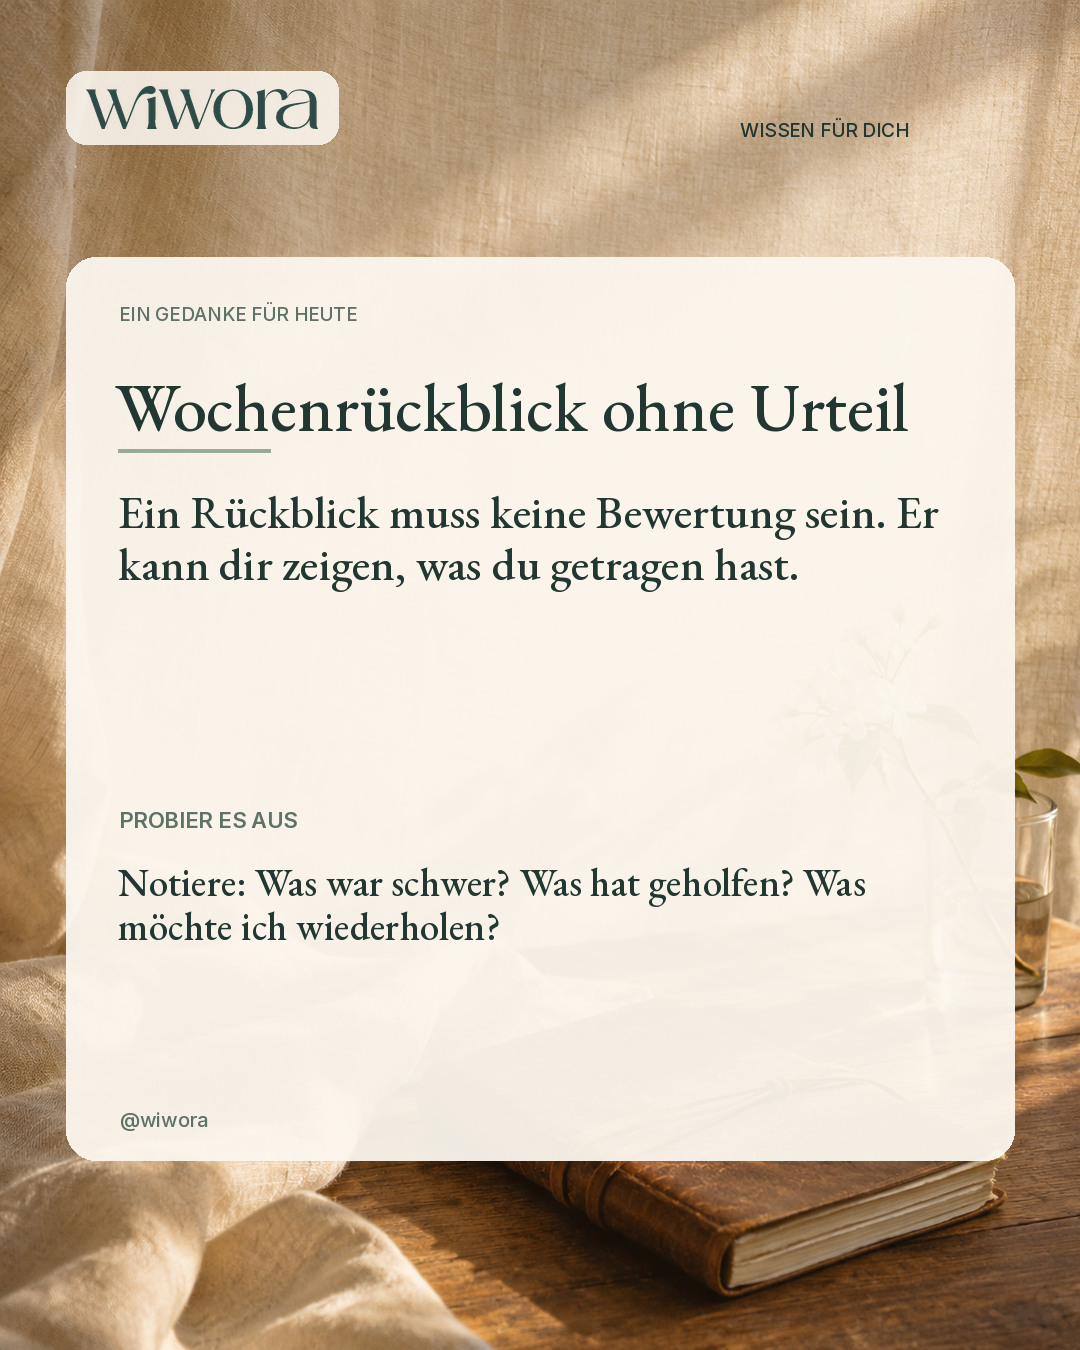 wiwora
WISSEN FÜR DICH
EIN GEDANKE FÜR HEUTE
Wochenrückblick ohne Urteil
Ein Rückblick muss keine Bewertung sein. Er
kann dir zeigen, was du getragen hast.
PROBIER ES AUS
Notiere: Was war schwer? Was hat geholfen? Was
möchte ich wiederholen?
@wiwora